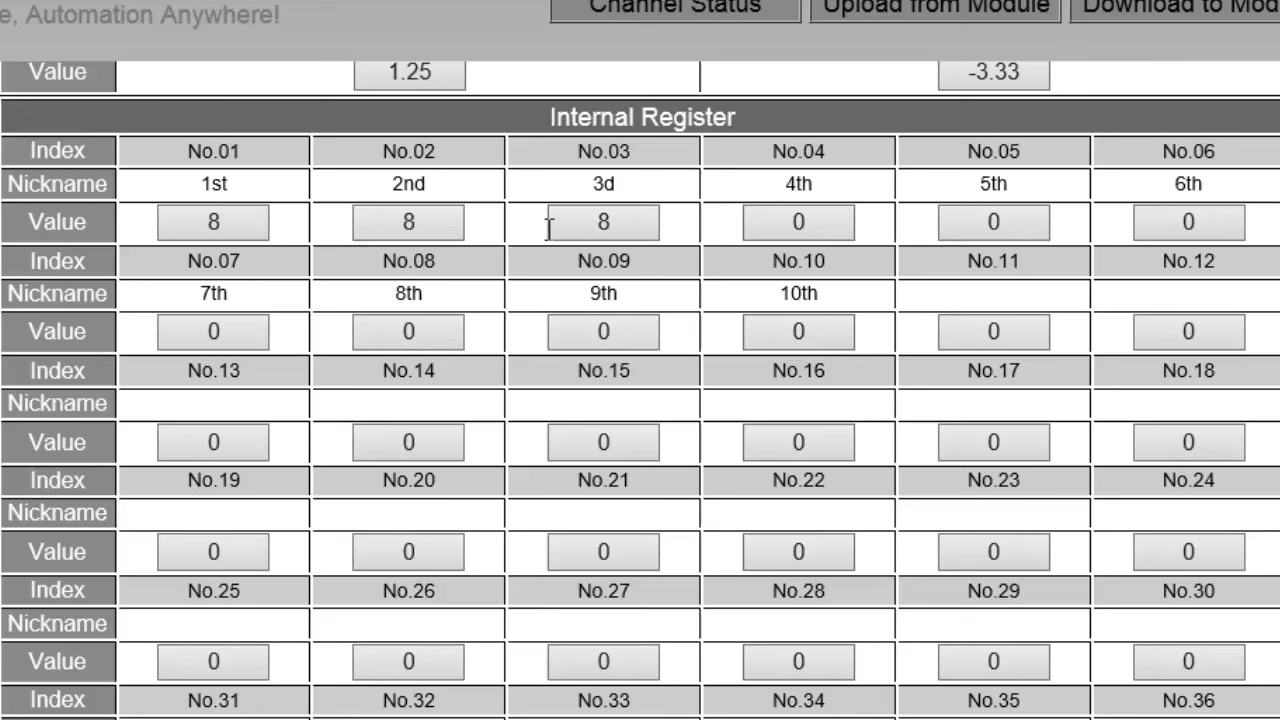 e, Automation Anywhere!
Channel Status Upload from Module Download to Mod
Value 1.25 -3.33
Internal Register
Index No.01 No.02 No.03 No.04 No.05 No.06
Nickname 1st 2nd 3d 4th 5th 6th
Value 8 8 8 0 0 0
Index No.07 No.08 No.09 No.10 No.11 No.12
Nickname 7th 8th 9th 10th
Value 0 0 0 0 0 0
Index No.13 No.14 No.15 No.16 No.17 No.18
Nickname
Value 0 0 0 0 0 0
Index No.19 No.20 No.21 No.22 No.23 No.24
Nickname
Value 0 0 0 0 0 0
Index No.25 No.26 No.27 No.28 No.29 No.30
Nickname
Value 0 0 0 0 0 0
Index No.31 No.32 No.33 No.34 No.35 No.36